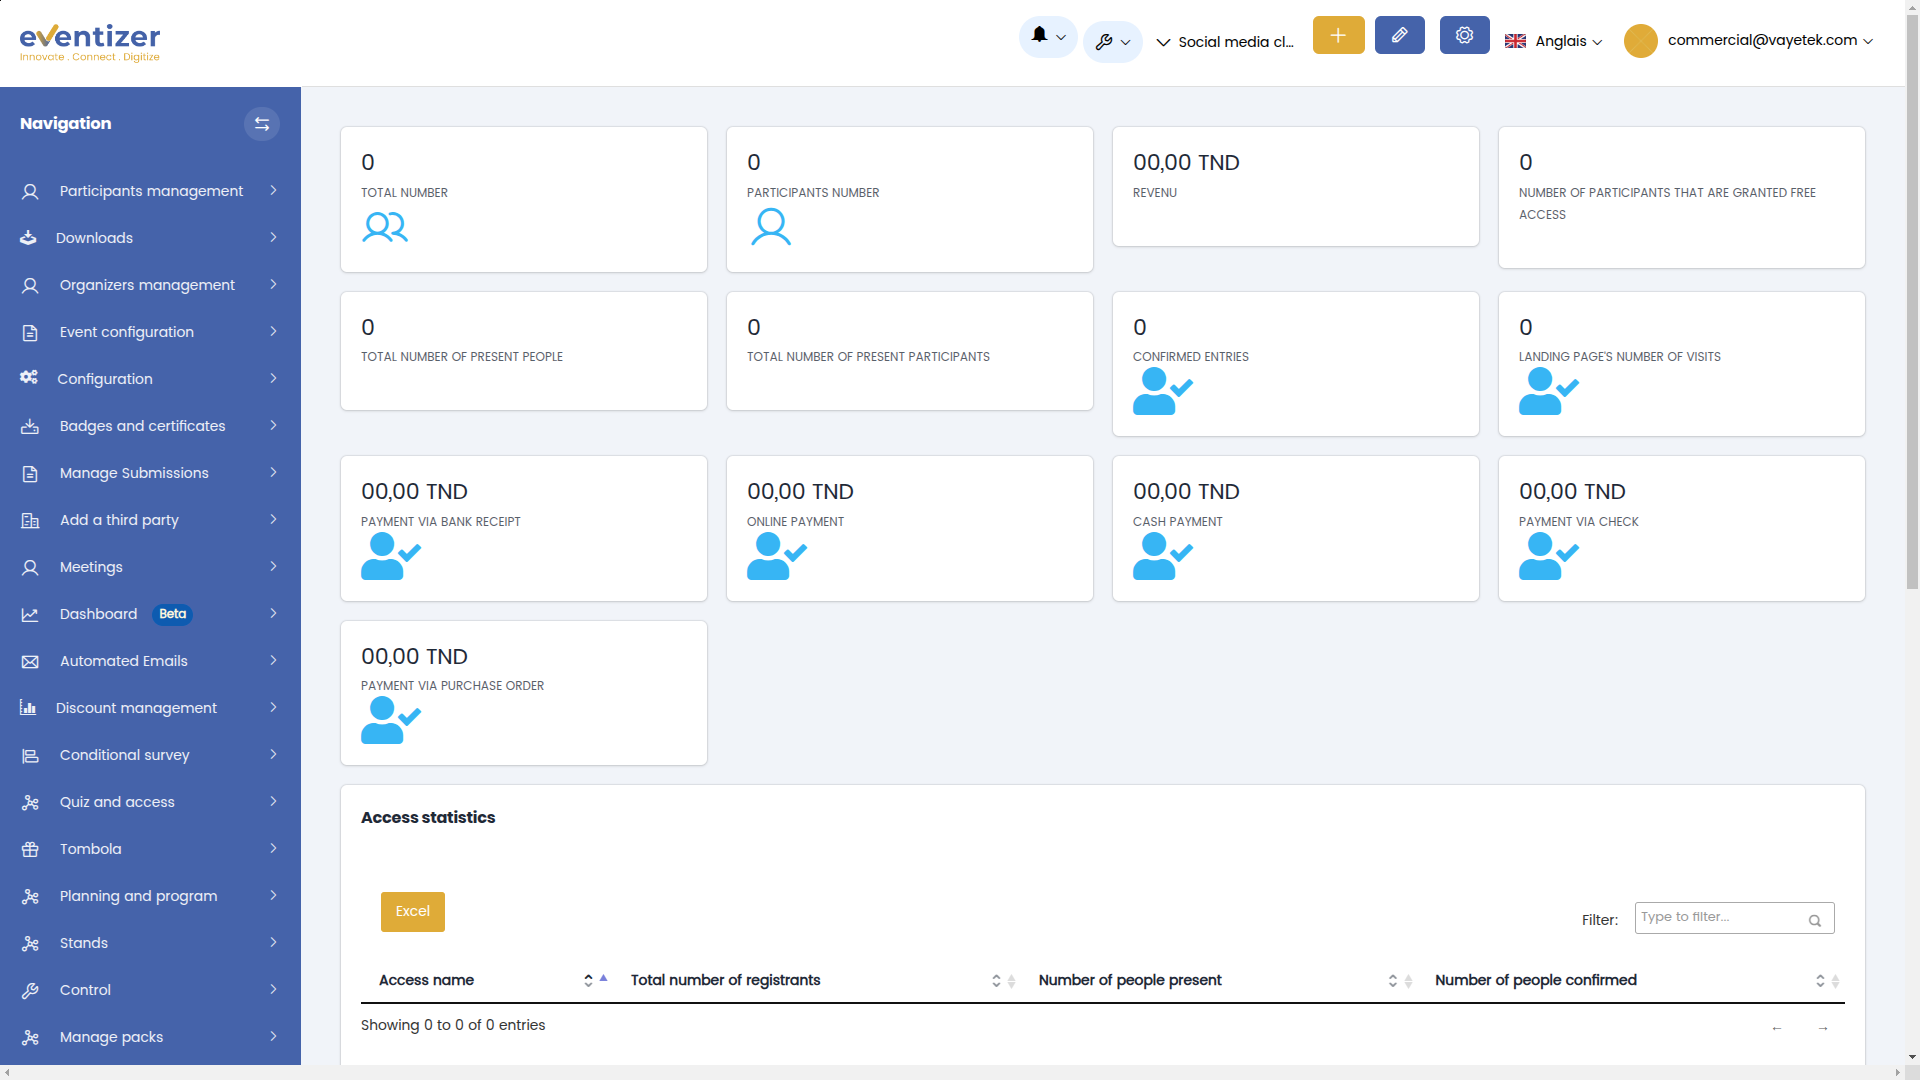 eventizer
Innovate . Connect . Digitize
Social media cl...
Anglais
commercial@vayetek.com
Navigation
Participants management
Downloads
Organizers management
Event configuration
Configuration
Badges and certificates
Manage Submissions
Add a third party
Meetings
Dashboard Beta
Automated Emails
Discount management
Conditional survey
Quiz and access
Tombola
Planning and program
Stands
Control
Manage packs
0
TOTAL NUMBER
0
PARTICIPANTS NUMBER
00,00 TND
REVENU
0
NUMBER OF PARTICIPANTS THAT ARE GRANTED FREE
ACCESS
0
TOTAL NUMBER OF PRESENT PEOPLE
0
TOTAL NUMBER OF PRESENT PARTICIPANTS
0
CONFIRMED ENTRIES
0
LANDING PAGE'S NUMBER OF VISITS
00,00 TND
PAYMENT VIA BANK RECEIPT
00,00 TND
ONLINE PAYMENT
00,00 TND
CASH PAYMENT
00,00 TND
PAYMENT VIA CHECK
00,00 TND
PAYMENT VIA PURCHASE ORDER
Access statistics
Excel
Filter: Type to filter...
Access name Total number of registrants Number of people present Number of people confirmed
Showing 0 to 0 of 0 entries
← →